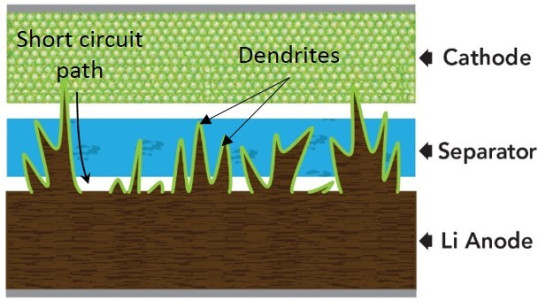 Short circuit
path
Dendrites
Cathode
Separator
Li Anode